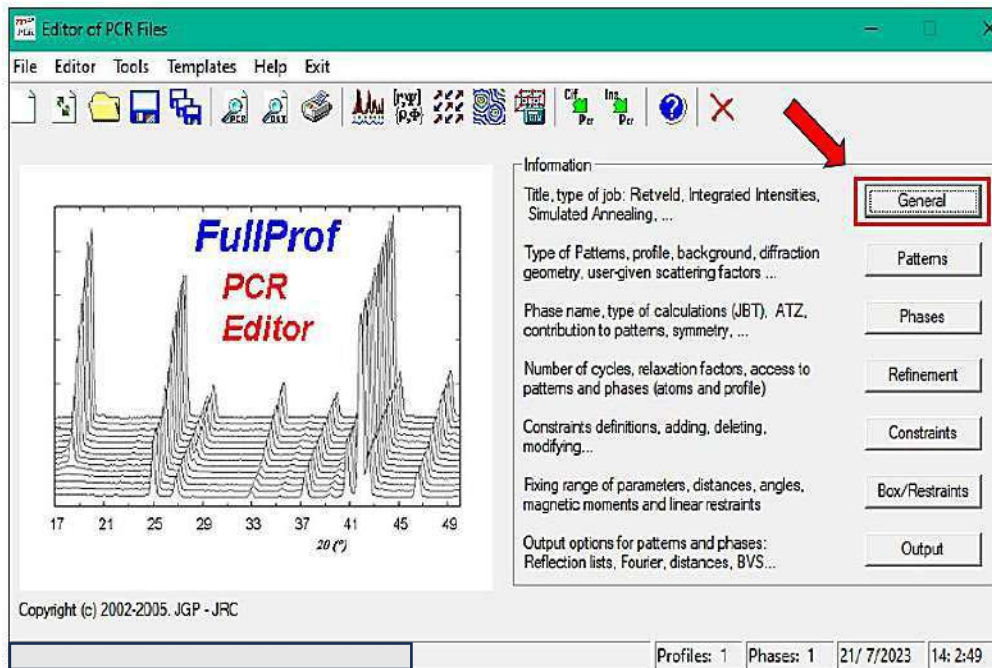 Editor of PCR Files
File Editor Tools Templates Help Exit
Information
Title, type of job: Rietveld, Integrated Intensities,
Simulated Annealing, ...
General
Type of Patterns, profile, background, diffraction
geometry, user-given scattering factors ...
Patterns
Phase name, type of calculations (JBT), ATZ,
contribution to patterns, symmetry, ...
Phases
Number of cycles, relaxation factors, access to
patterns and phases (atoms and profile)
Refinement
Constraints definitions, adding, deleting,
modifying...
Constraints
Fixing range of parameters, distances, angles,
magnetic moments and linear restraints
Box/Restraints
Output options for patterns and phases:
Reflection lists, Fourier, distances, BVS...
Output
FullProf
PCR
Editor
17 21 25 29 33 37 41 45 49
2θ (°)
Copyright (c) 2002-2005. JGP - JRC
Profiles: 1 Phases: 1 21/ 7/2023 14: 2:49